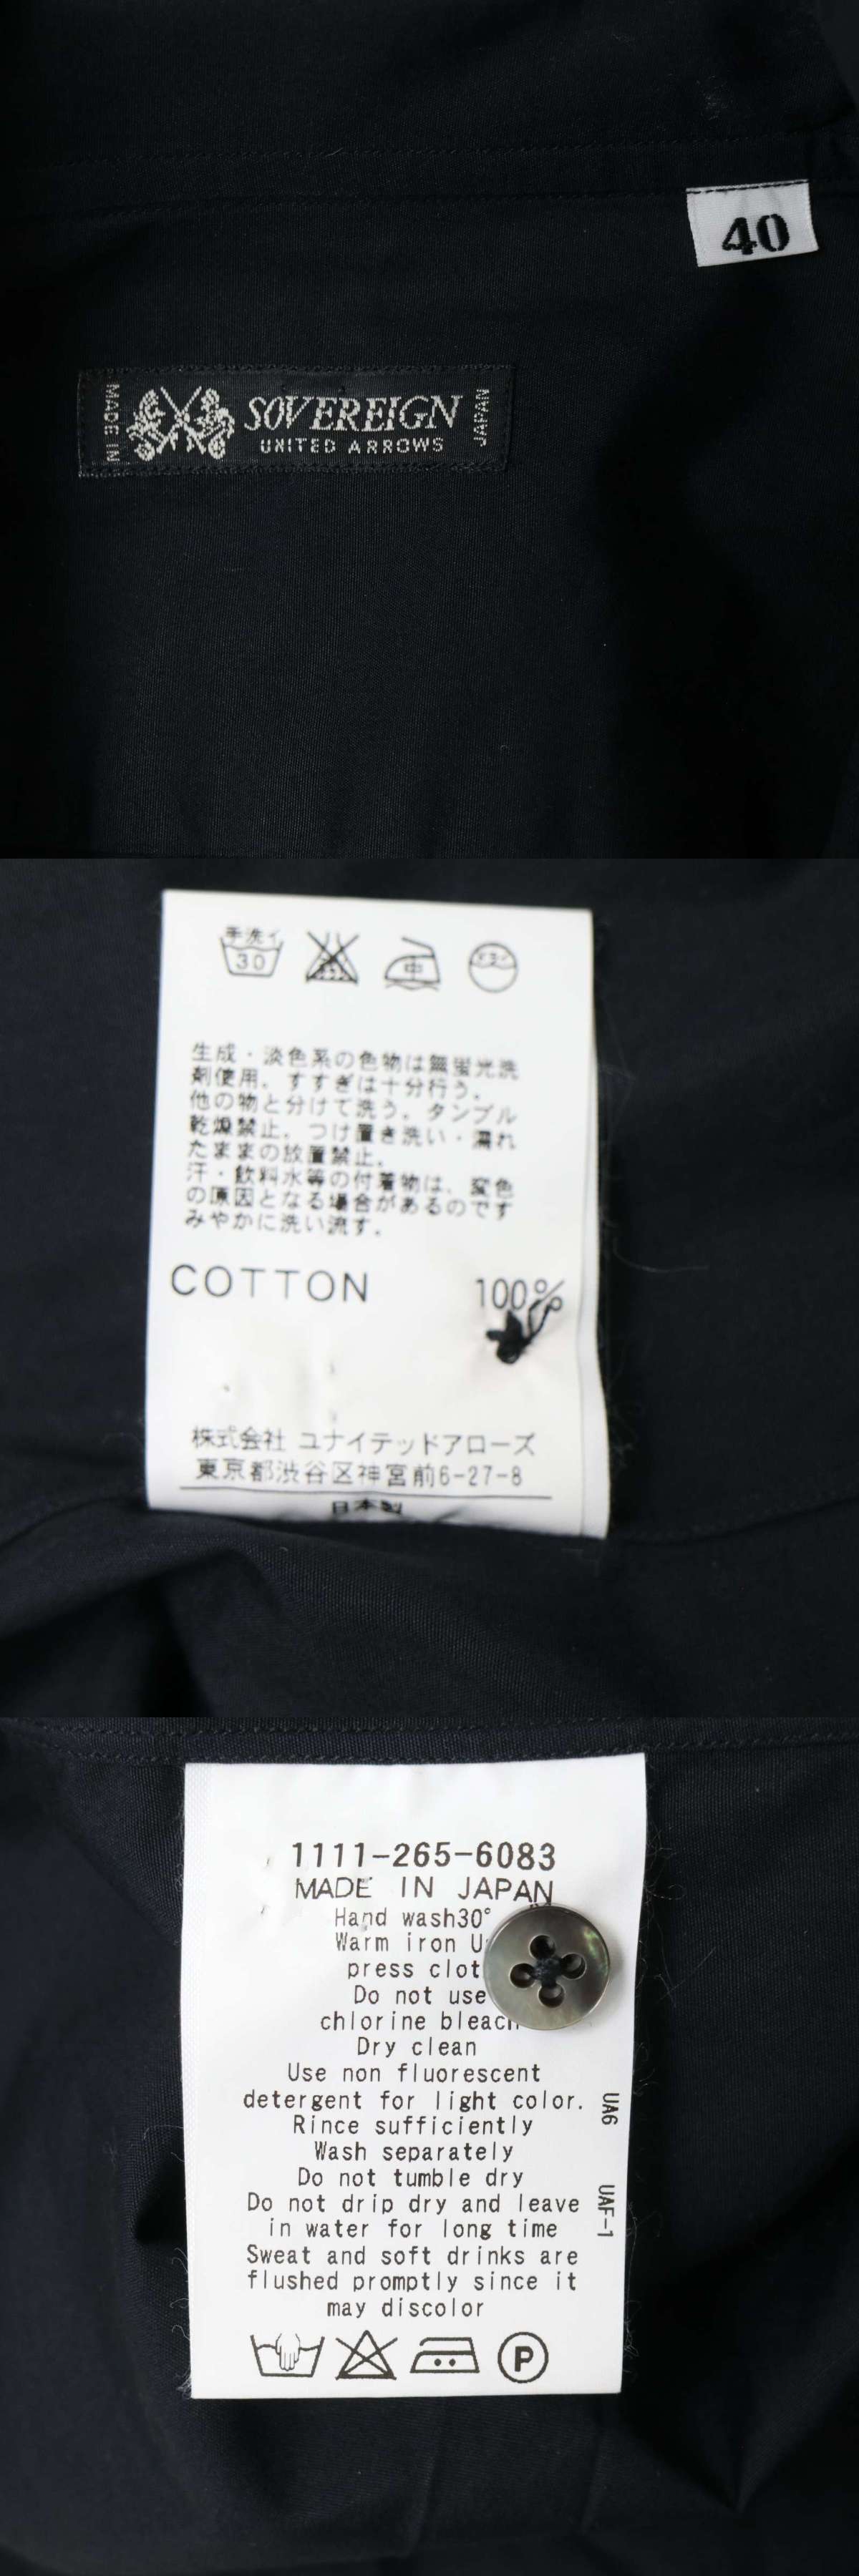 40
MADE IN
SOVEREIGN
UNITED ARROWS
JAPAN
手洗イ
30
中
ドライ
生成・淡色系の色物は無蛍光洗
剤使用。すすぎは十分行う。
他の物と分けて洗う。タンブル
乾燥禁止。つけ置き洗い・濡れ
たままの放置禁止。
汗・飲料水等の付着物は、変色
の原因となる場合があるのです
みやかに洗い流す。
COTTON 100%
株式会社 ユナイテッドアローズ
東京都渋谷区神宮前6-27-8
日本製
1111-265-6083
MADE IN JAPAN
Hand wash30°
Warm iron U
press clot
Do not use
chlorine bleach
Dry clean
Use non fluorescent
detergent for light color.
Rince sufficiently
Wash separately
Do not tumble dry
Do not drip dry and leave
in water for long time
Sweat and soft drinks are
flushed promptly since it
may discolor
P
UA6
UAF-1